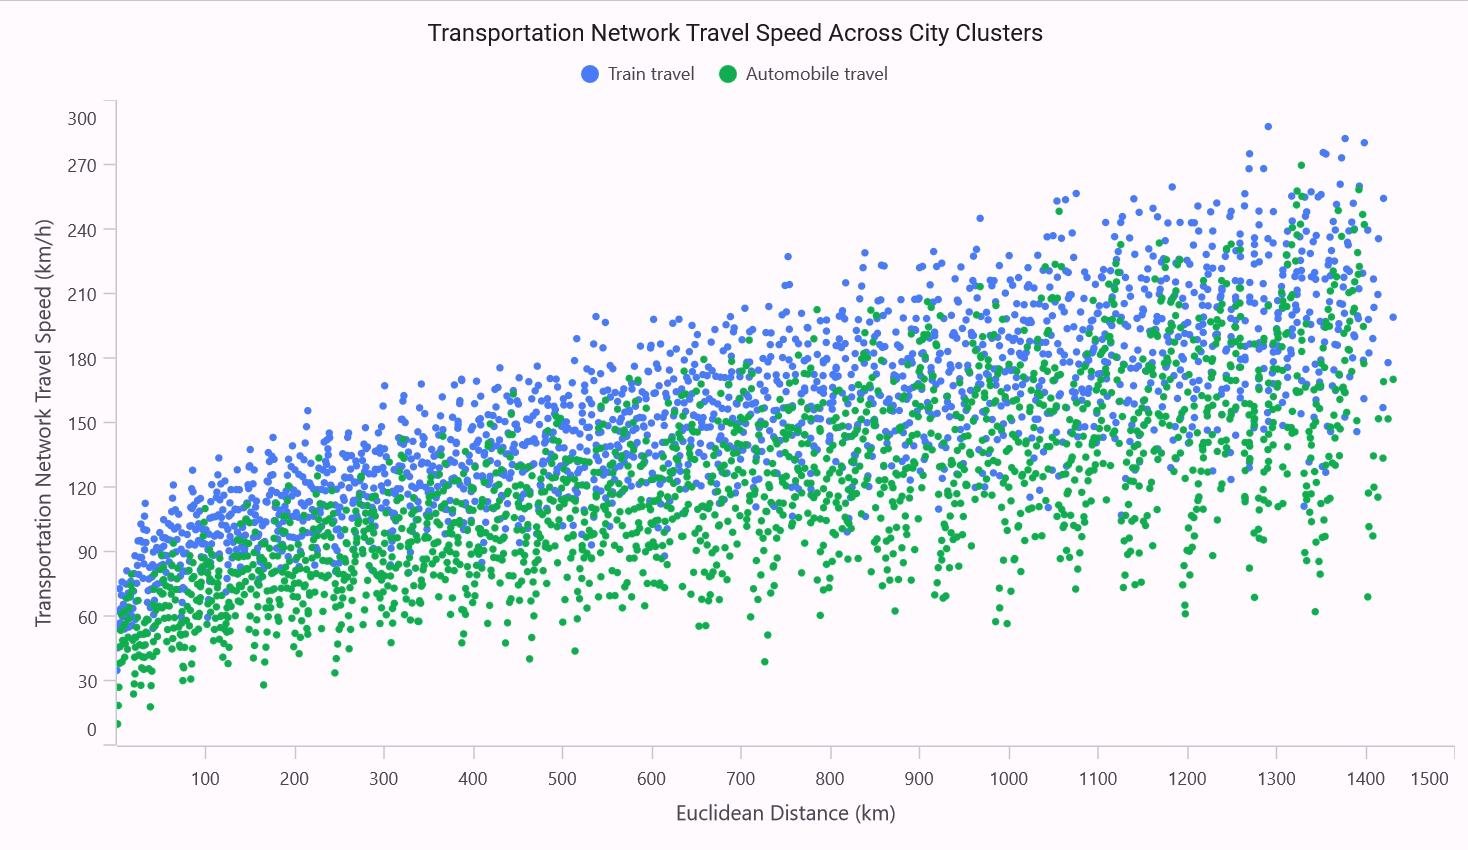 Transportation Network Travel Speed Across City Clusters
Train travel
Automobile travel
Transportation Network Travel Speed (km/h)
300
270
240
210
180
150
120
90
60
30
0
100 200 300 400 500 600 700 800 900 1000 1100 1200 1300 1400 1500
Euclidean Distance (km)